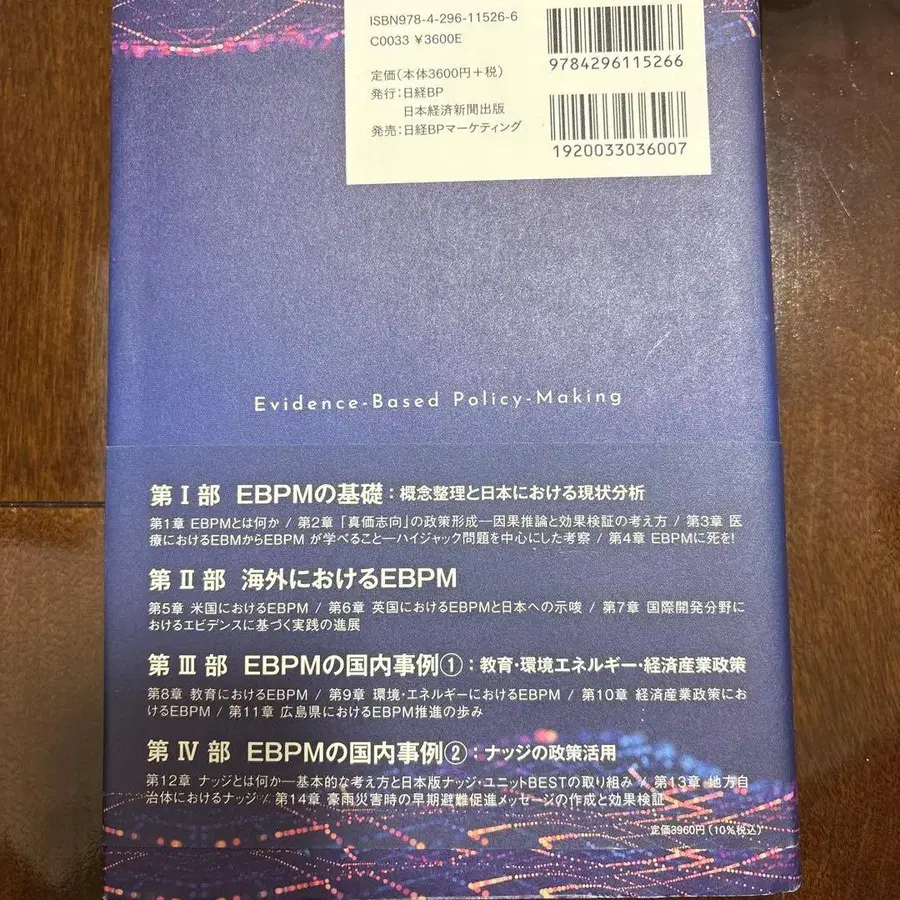 ISBN978-4-296-11526-6
C0033 ¥3600E
定価（本体3600円＋税）
発行：日経BP
日本経済新聞出版
発売：日経BPマーケティング
9784296115266
1920033036007
Evidence-Based Policy-Making
第Ⅰ部 EBPMの基礎：概念整理と日本における現状分析
第1章 EBPMとは何か / 第2章 「真価志向」の政策形成―因果推論と効果検証の考え方 / 第3章 医
療におけるEBMからEBPM が学べること―ハイジャック問題を中心にした考察 / 第4章 EBPMに死を!
第Ⅱ部 海外におけるEBPM
第5章 米国におけるEBPM / 第6章 英国におけるEBPMと日本への示唆 / 第7章 国際開発分野に
おけるエビデンスに基づく実践の進展
第Ⅲ部 EBPMの国内事例①：教育・環境エネルギー・経済産業政策
第8章 教育におけるEBPM / 第9章 環境・エネルギーにおけるEBPM / 第10章 経済産業政策にお
けるEBPM / 第11章 広島県におけるEBPM推進の歩み
第Ⅳ部 EBPMの国内事例②：ナッジの政策活用
第12章 ナッジとは何か―基本的な考え方と日本版ナッジ・ユニットBESTの取り組み / 第13章 地方自
治体におけるナッジ / 第14章 豪雨災害時の早期避難促進メッセージの作成と効果検証
定価3960円（10%税込）